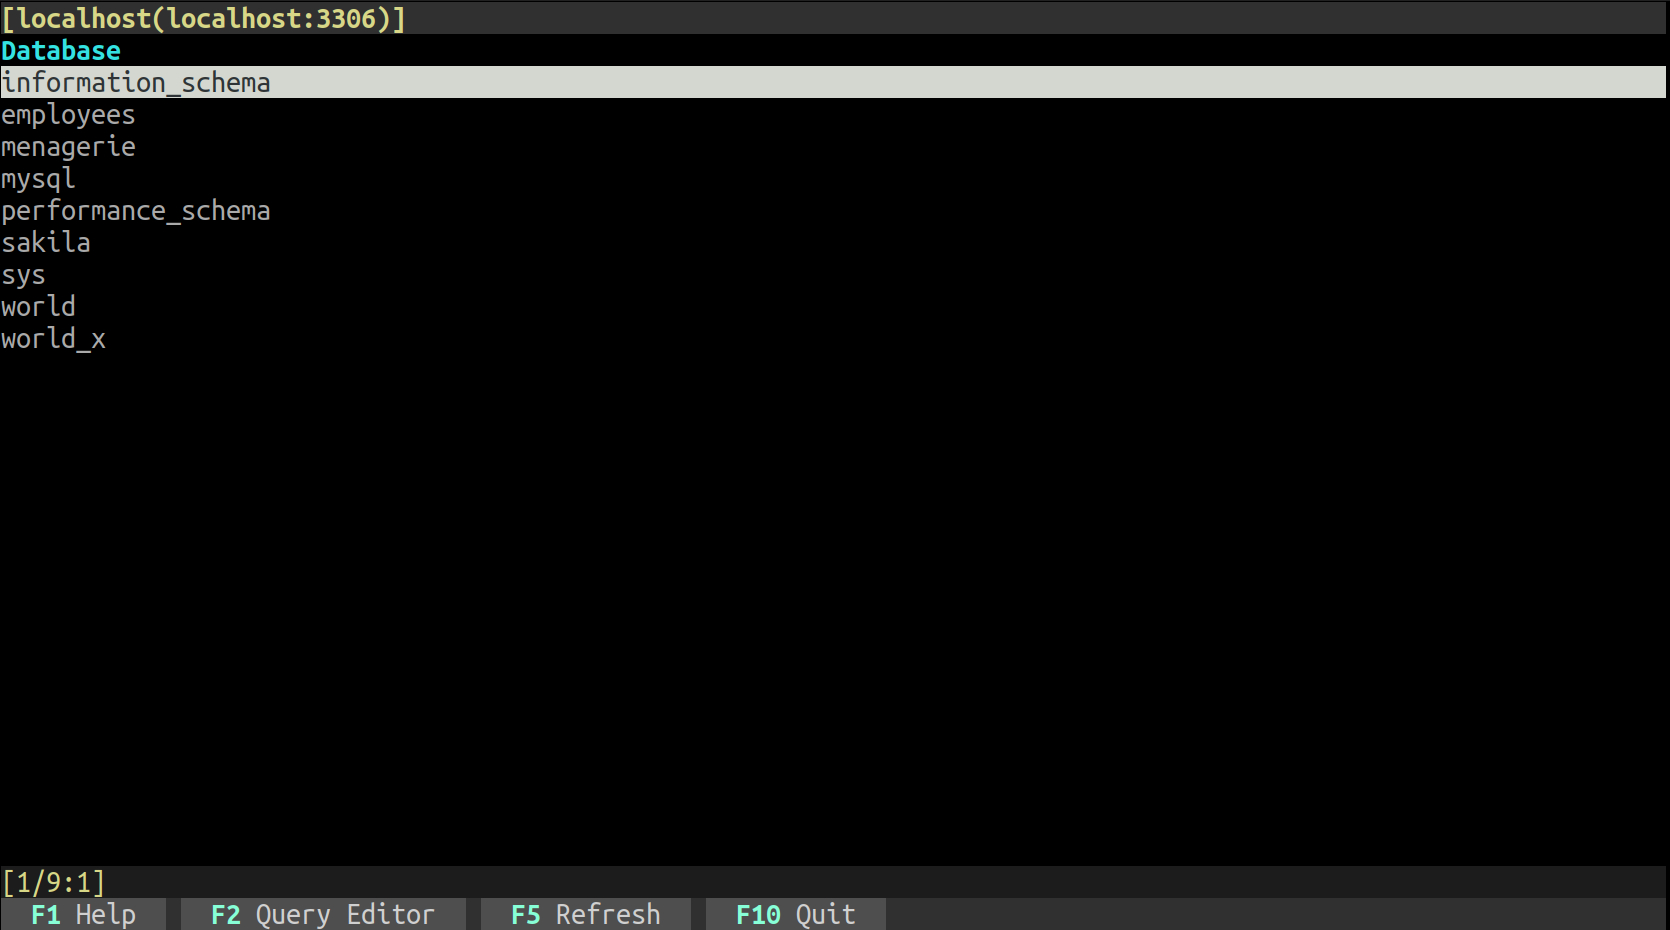 [localhost(localhost:3306)]
Database
information_schema
employees
menagerie
mysql
performance_schema
sakila
sys
world
world_x
[1/9:1]
F1 Help F2 Query Editor F5 Refresh F10 Quit